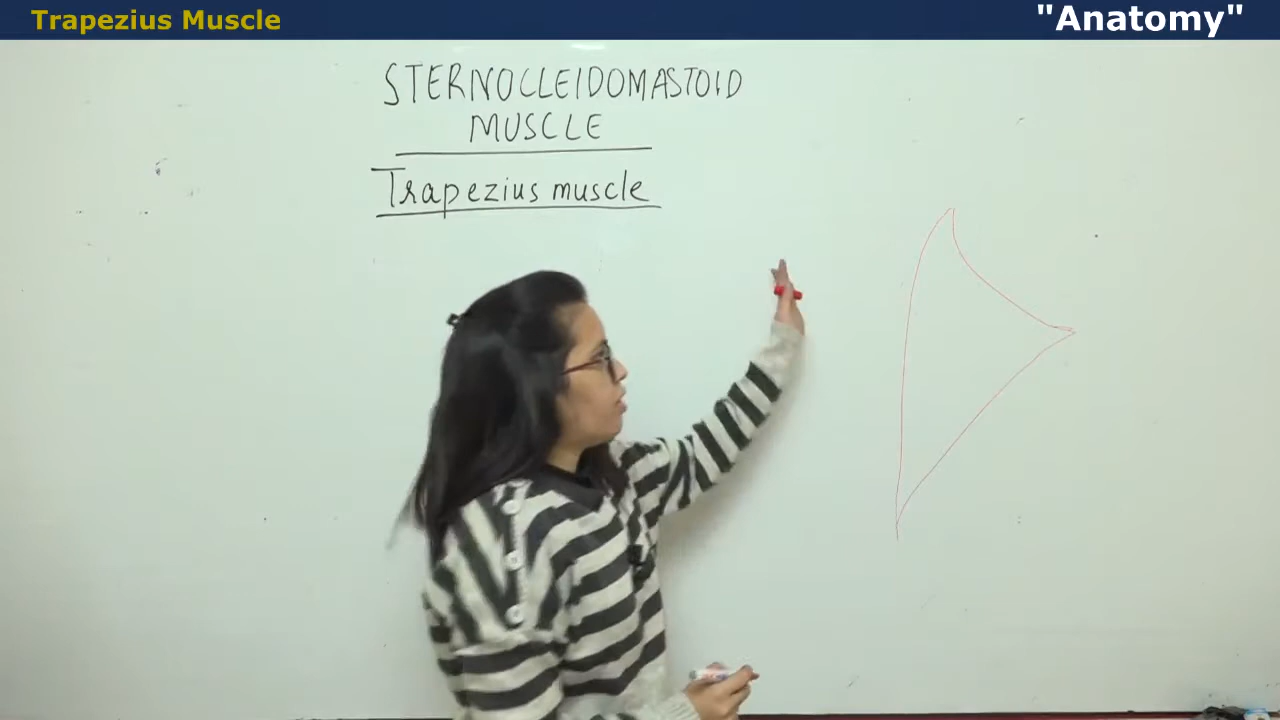 Trapezius Muscle
"Anatomy"
STERNOCLEIDOMASTOID
MUSCLE
Trapezius muscle